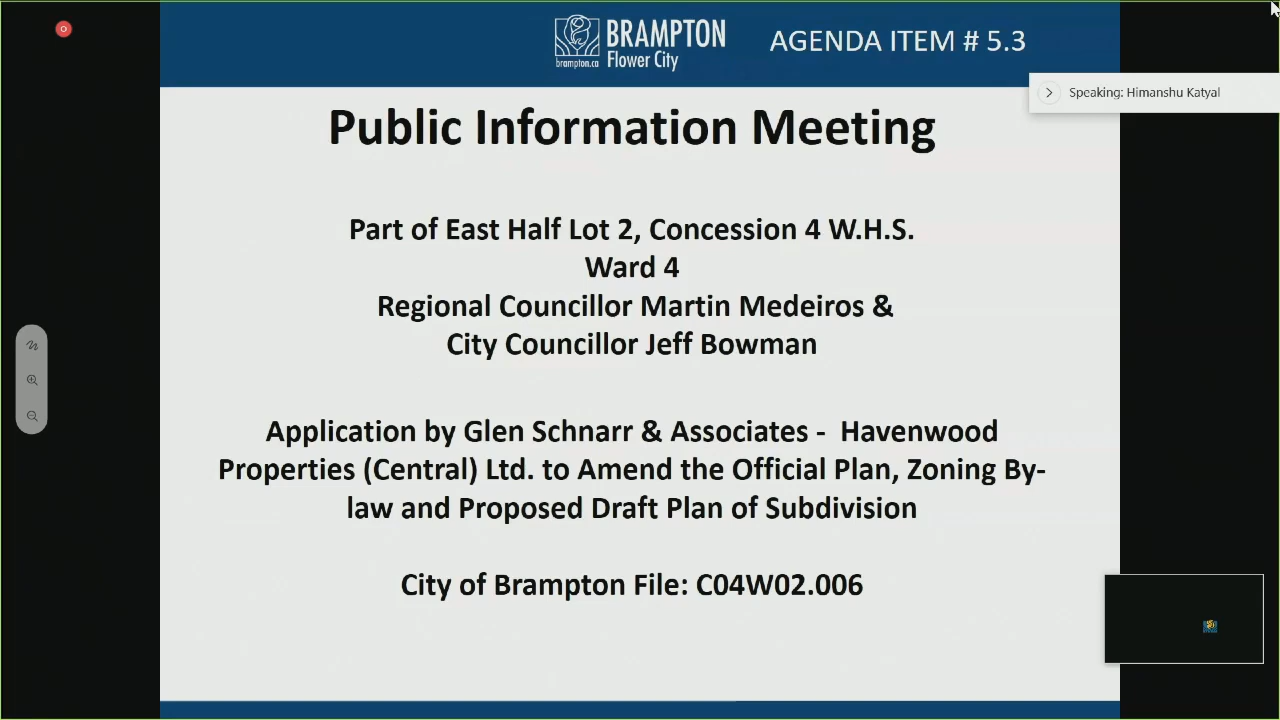 BRAMPTON
brampton.ca
Flower City
AGENDA ITEM # 5.3
Speaking: Himanshu Katyal
Public Information Meeting
Part of East Half Lot 2, Concession 4 W.H.S.
Ward 4
Regional Councillor Martin Medeiros &
City Councillor Jeff Bowman
Application by Glen Schnarr & Associates - Havenwood
Properties (Central) Ltd. to Amend the Official Plan, Zoning By-
law and Proposed Draft Plan of Subdivision
City of Brampton File: C04W02.006